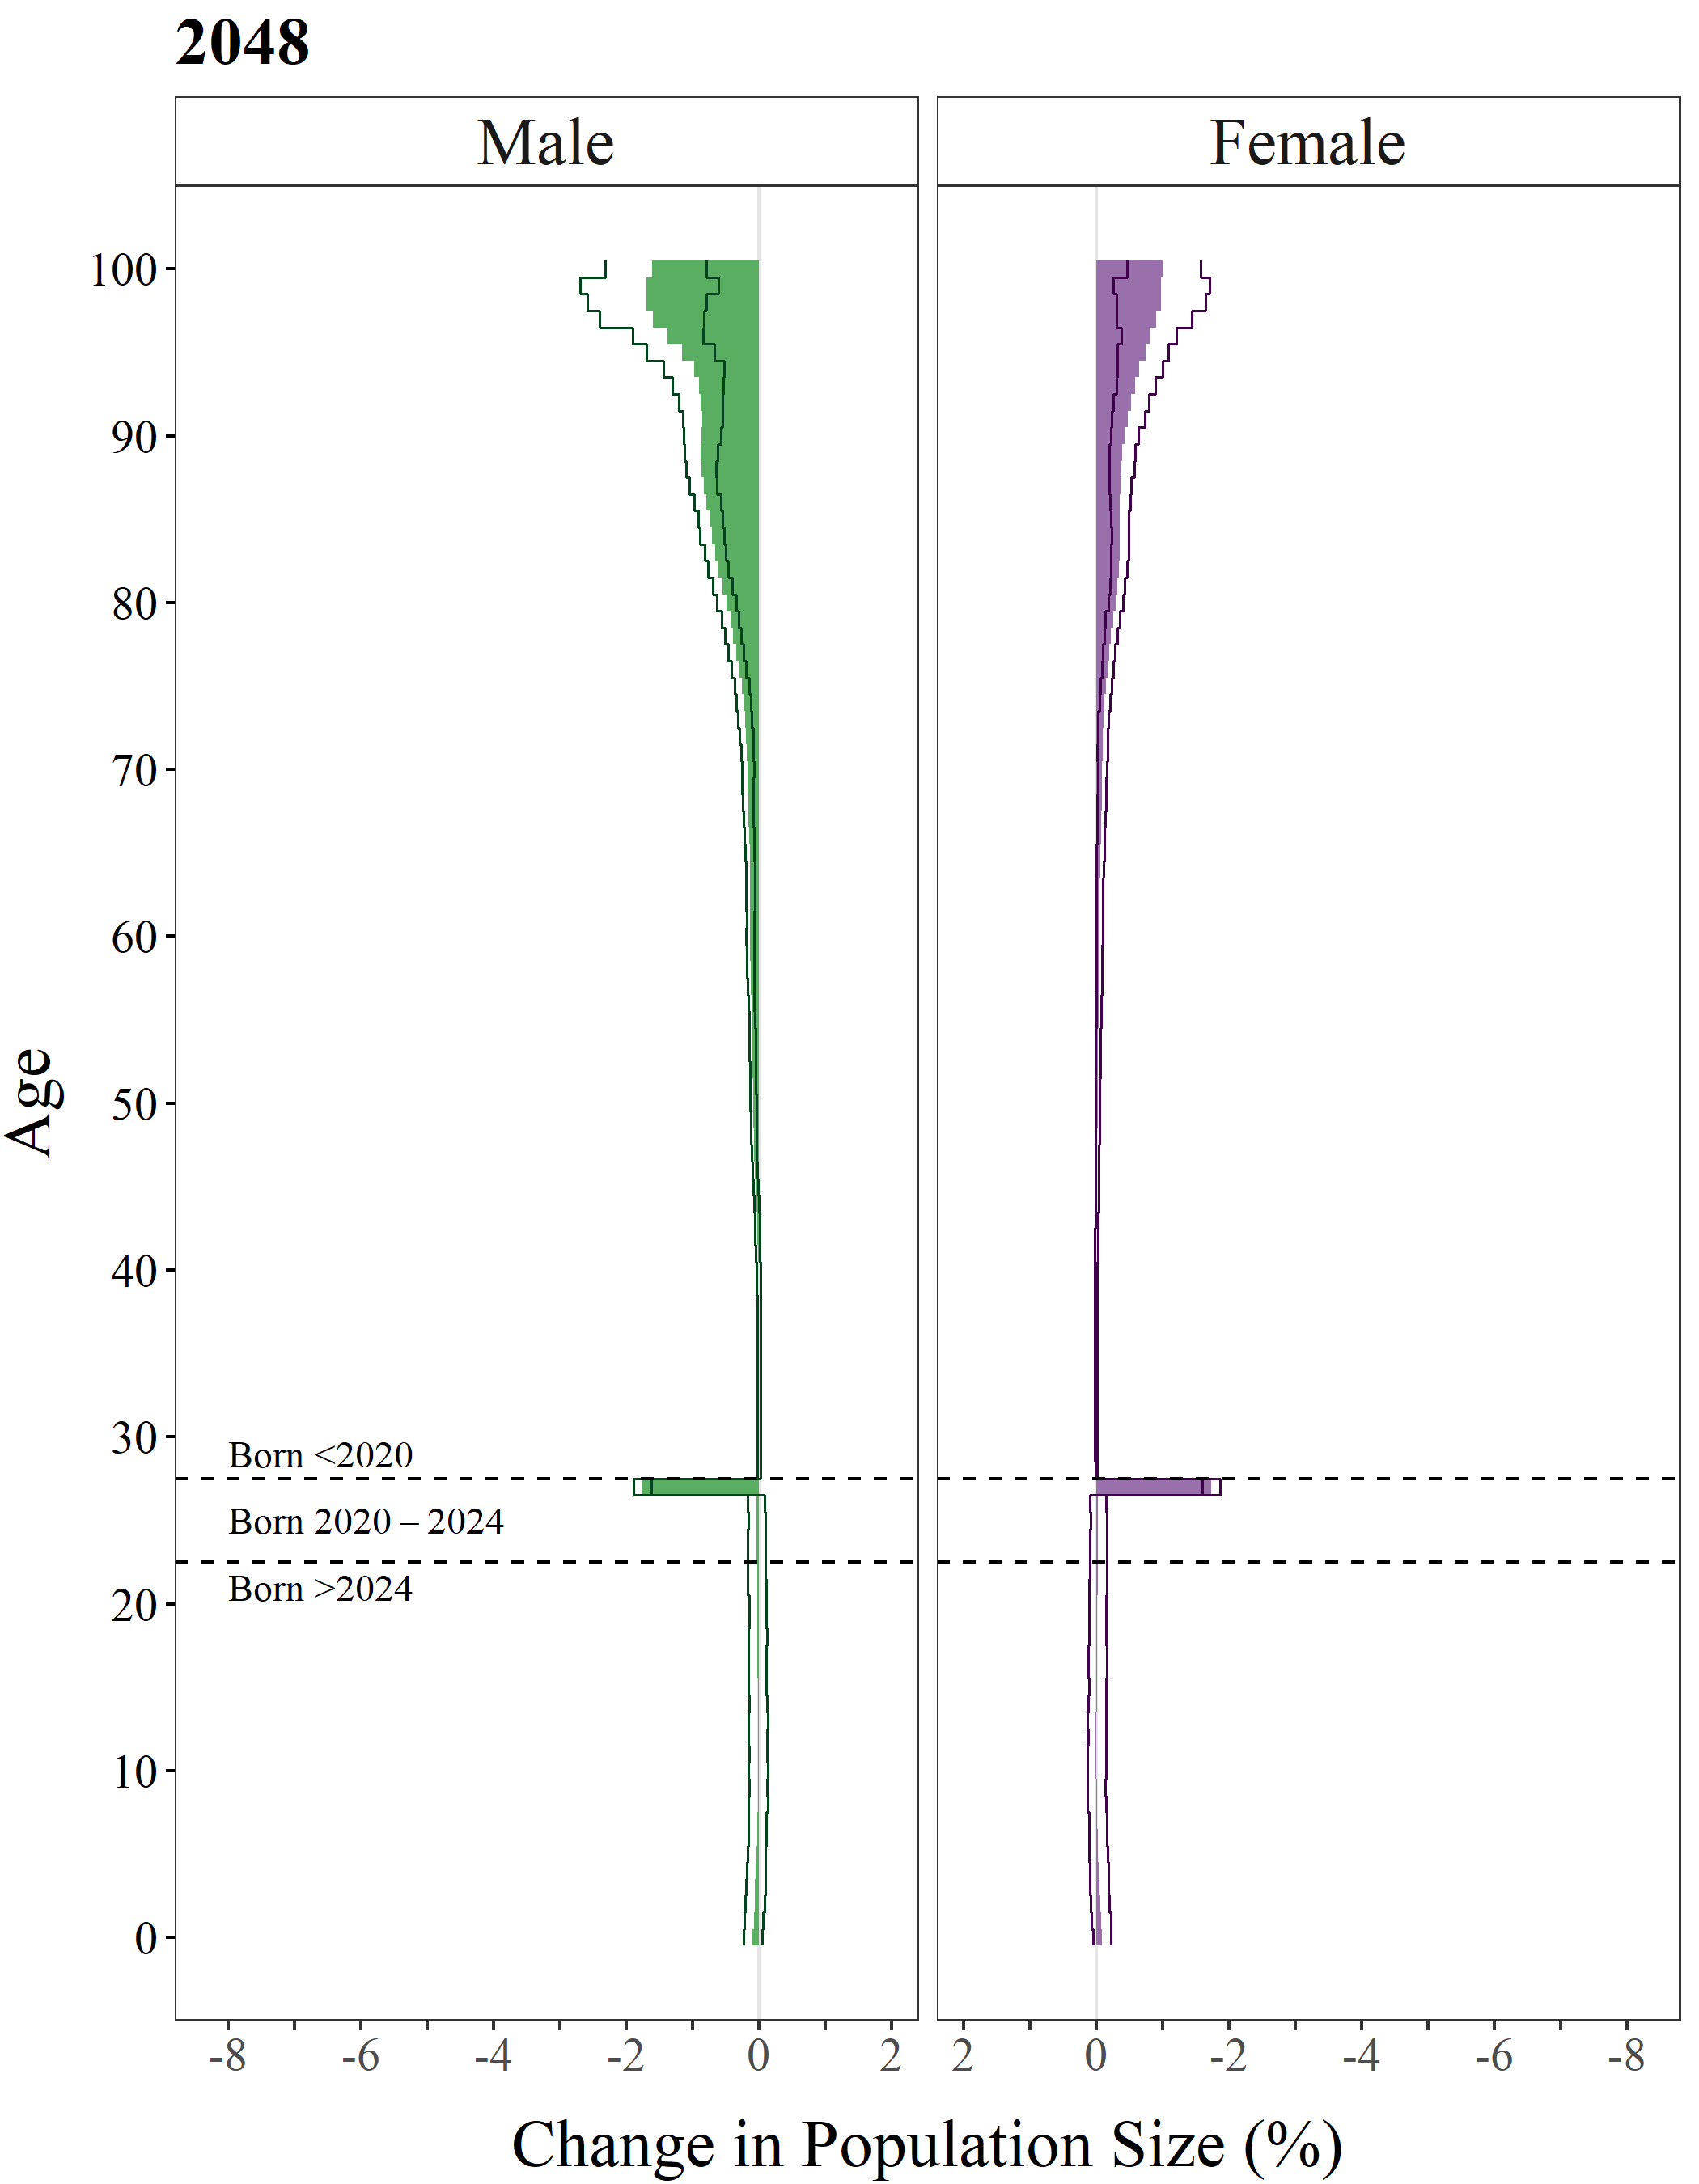 2048
Male Female
100
90
80
70
60
50
40
30
20
10
0
Age
Born <2020
Born 2020 – 2024
Born >2024
-8 -6 -4 -2 0 2 2 0 -2 -4 -6 -8
Change in Population Size (%)